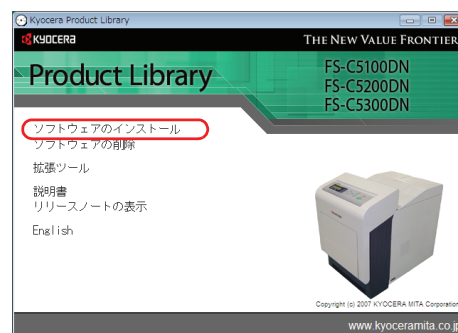 Kyocera Product Library
KYOCERA
THE NEW VALUE FRONTIER
Product Library
FS-C5100DN
FS-C5200DN
FS-C5300DN
ソフトウェアのインストール
ソフトウェアの削除
拡張ツール
説明書
リリースノートの表示
English
Copyright (c) 2007 KYOCERA MITA Corporation
www.kyoceramita.co.jp